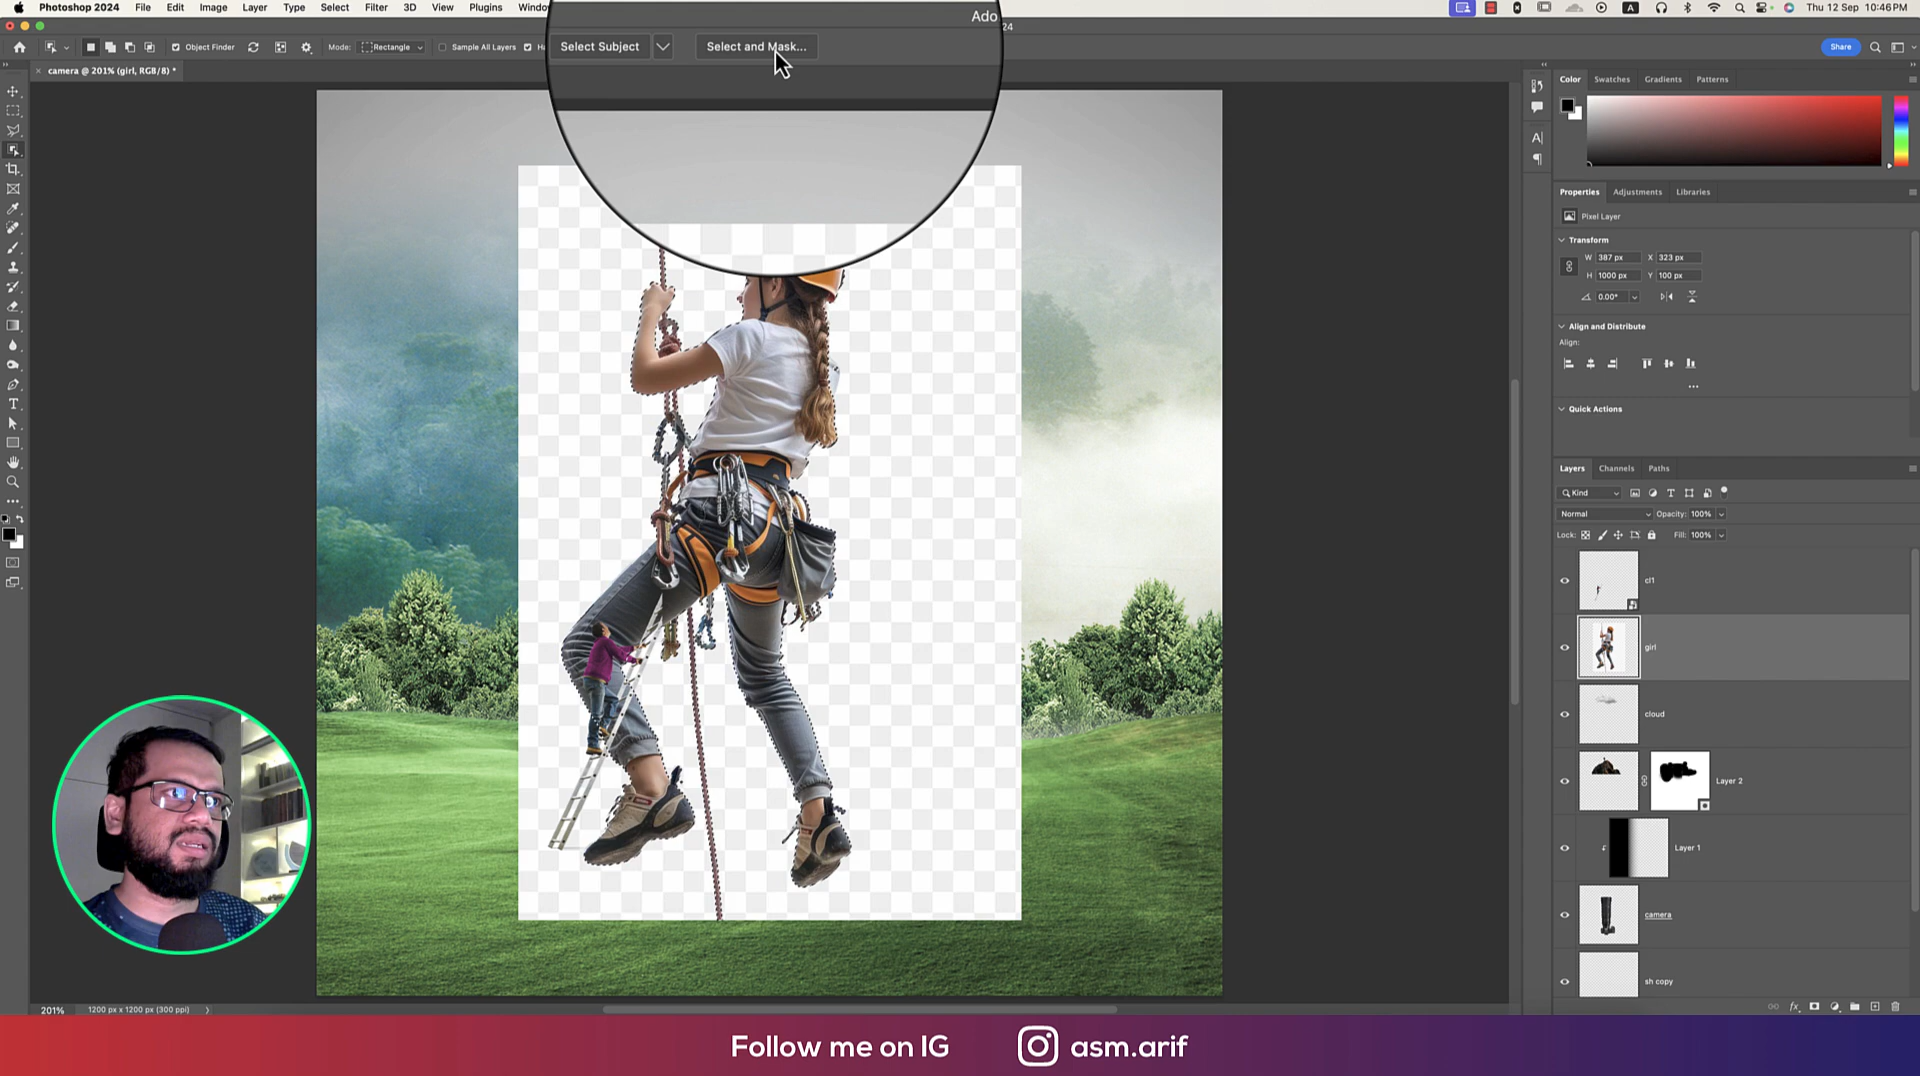 Photoshop 2024 File Edit Image Layer Type Select Filter 3D View Plugins Window
A Thu 12 Sep 10:46 PM
Ado
24
Object Finder Mode: Rectangle Sample All Layers
Select Subject Select and Mask...
Share
camera @ 201% (girl, RGB/8) *
Color Swatches Gradients Patterns
Properties Adjustments Libraries
Pixel Layer
Transform
W 387 px X 323 px
H 1000 px Y 100 px
0.00°
Align and Distribute
Align:
Quick Actions
Layers Channels Paths
Kind
Normal Opacity: 100%
Lock: Fill: 100%
cl1
girl
cloud
Layer 2
Layer 1
camera
sh copy
fx
201% 1200 px x 1200 px (300 ppi)
Follow me on IG asm.arif